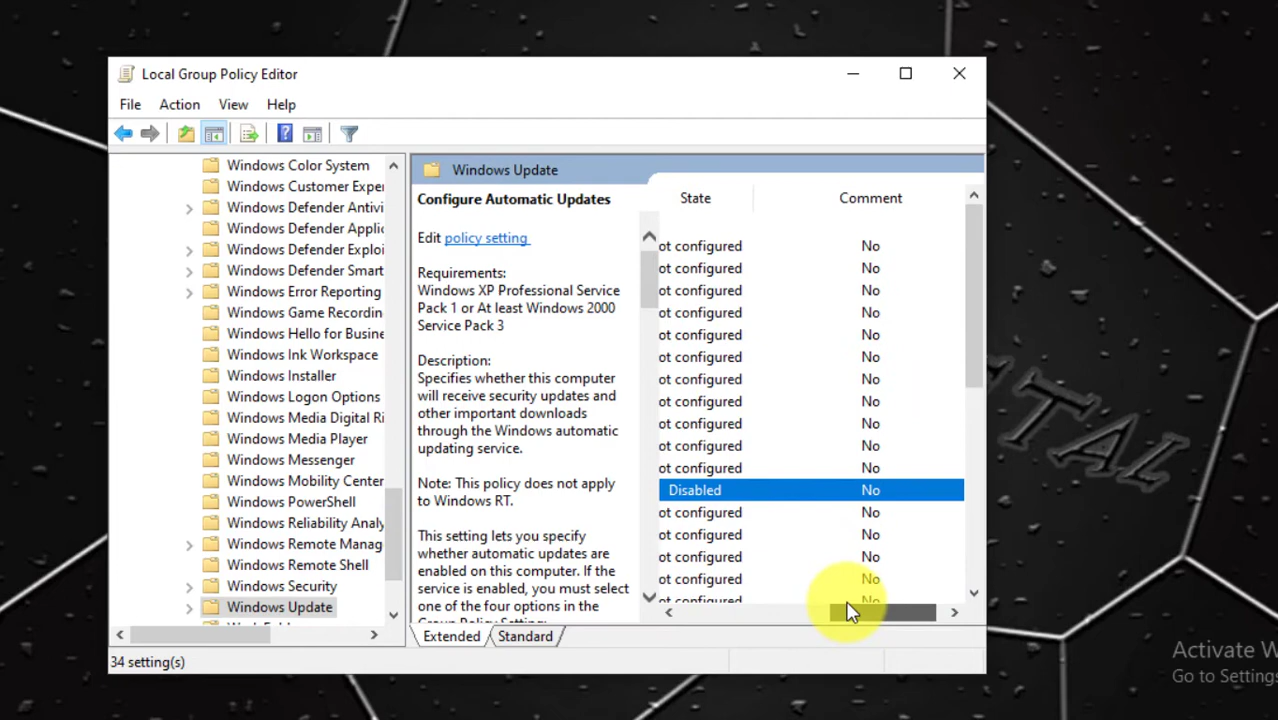 Local Group Policy Editor
File Action View Help
Windows Color System
Windows Customer Exper
Windows Defender Antivi
Windows Defender Applic
Windows Defender Exploi
Windows Defender Smart
Windows Error Reporting
Windows Game Recordin
Windows Hello for Busine
Windows Ink Workspace
Windows Installer
Windows Logon Options
Windows Media Digital Ri
Windows Media Player
Windows Messenger
Windows Mobility Center
Windows PowerShell
Windows Reliability Analy
Windows Remote Manag
Windows Remote Shell
Windows Security
Windows Update
Windows Update
Configure Automatic Updates
Edit policy setting
Requirements:
Windows XP Professional Service
Pack 1 or At least Windows 2000
Service Pack 3
Description:
Specifies whether this computer
will receive security updates and
other important downloads
through the Windows automatic
updating service.
Note: This policy does not apply
to Windows RT.
This setting lets you specify
whether automatic updates are
enabled on this computer. If the
service is enabled, you must select
one of the four options in the
Group Policy Setting:
State Comment
ot configured No
ot configured No
ot configured No
ot configured No
ot configured No
ot configured No
ot configured No
ot configured No
ot configured No
ot configured No
ot configured No
Disabled No
ot configured No
ot configured No
ot configured No
ot configured No
ot configured No
Extended Standard
34 setting(s)
TAL
Activate W
Go to Settings